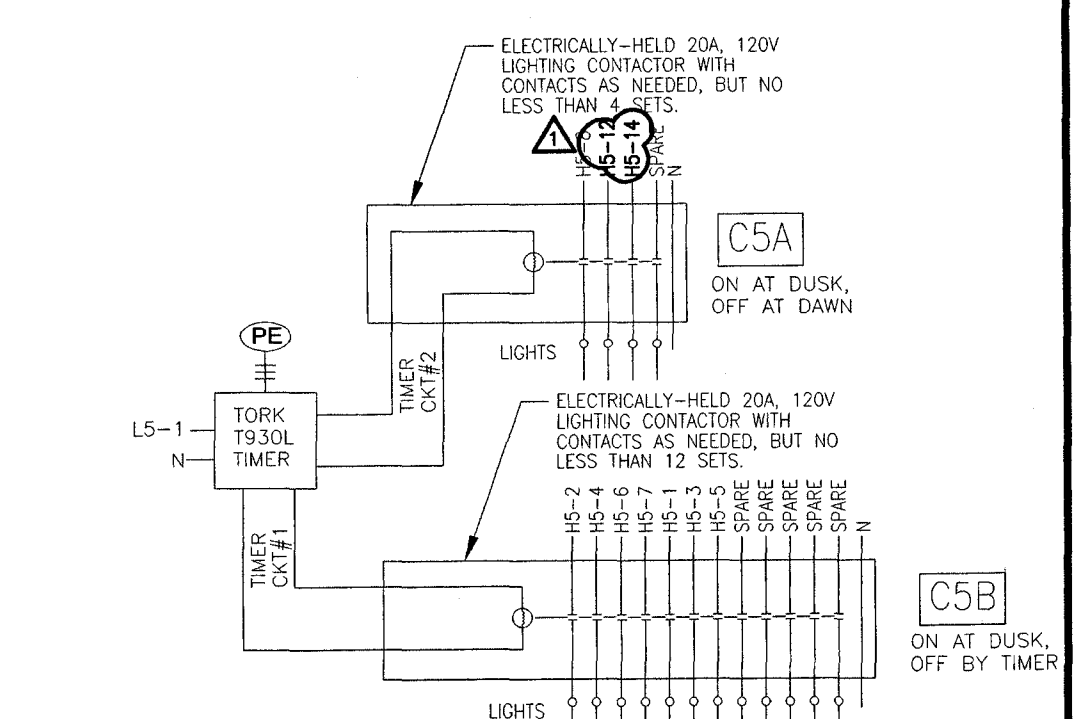 ELECTRICALLY-HELD 20A, 120V
LIGHTING CONTACTOR WITH
CONTACTS AS NEEDED, BUT NO
LESS THAN 4 SETS.
1
H5-12
H5-14
SPARE
N
C5A
ON AT DUSK,
OFF AT DAWN
LIGHTS
PE
TIMER
CKT#2
L5-1
N
TORK
T930L
TIMER
ELECTRICALLY-HELD 20A, 120V
LIGHTING CONTACTOR WITH
CONTACTS AS NEEDED, BUT NO
LESS THAN 12 SETS.
H5-2
H5-4
H5-6
H5-7
H5-1
H5-3
H5-5
SPARE
SPARE
SPARE
SPARE
SPARE
N
TIMER
CKT#1
C5B
ON AT DUSK,
OFF BY TIMER
LIGHTS